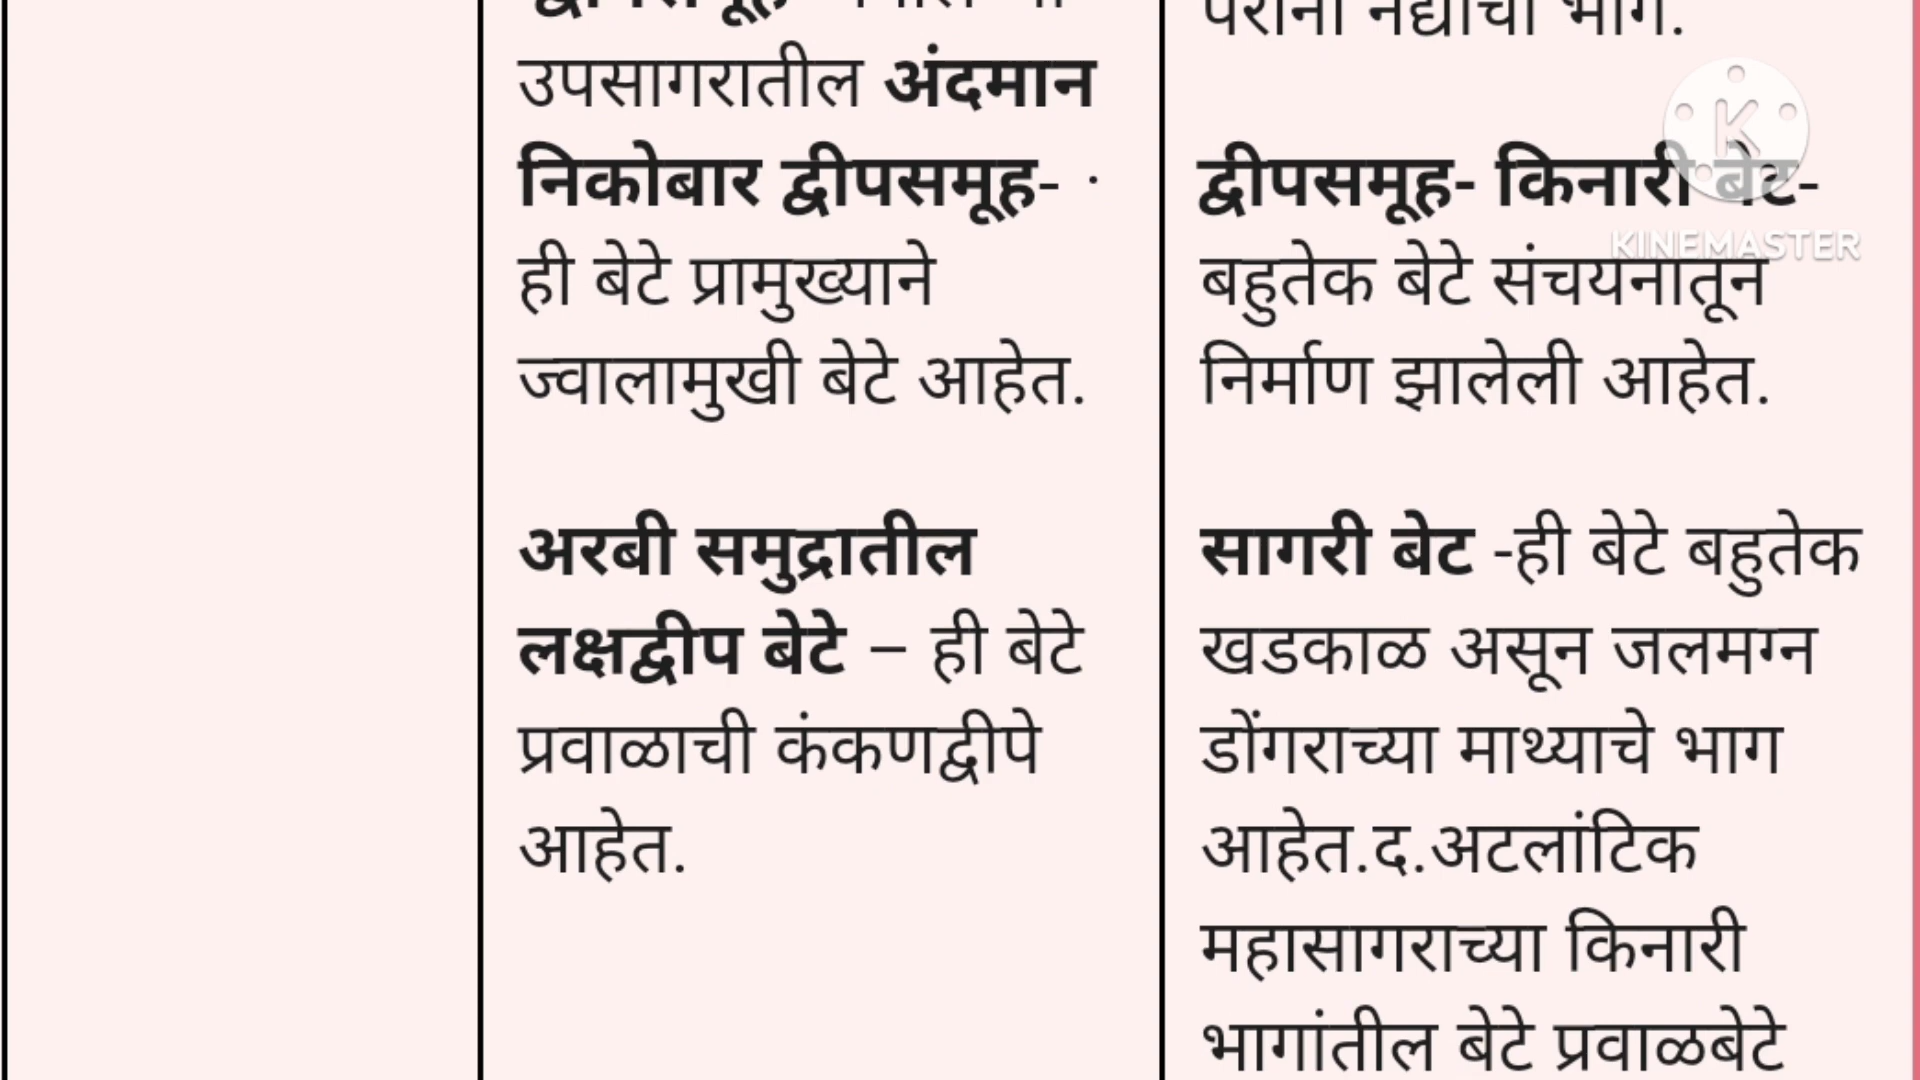 उपसागरातील अंदमान
निकोबार द्वीपसमूह-
ही बेटे प्रामुख्याने
ज्वालामुखी बेटे आहेत.
अरबी समुद्रातील
लक्षद्वीप बेटे – ही बेटे
प्रवाळाची कंकणद्वीपे
आहेत.
नद्यांचा भाग.
द्वीपसमूह- किनारी बेट-
बहुतेक बेटे संचयनातून
निर्माण झालेली आहेत.
सागरी बेट -ही बेटे बहुतेक
खडकाळ असून जलमग्न
डोंगराच्या माथ्याचे भाग
आहेत.द.अटलांटिक
महासागराच्या किनारी
भागांतील बेटे प्रवाळबेटे
K
KINEMASTER